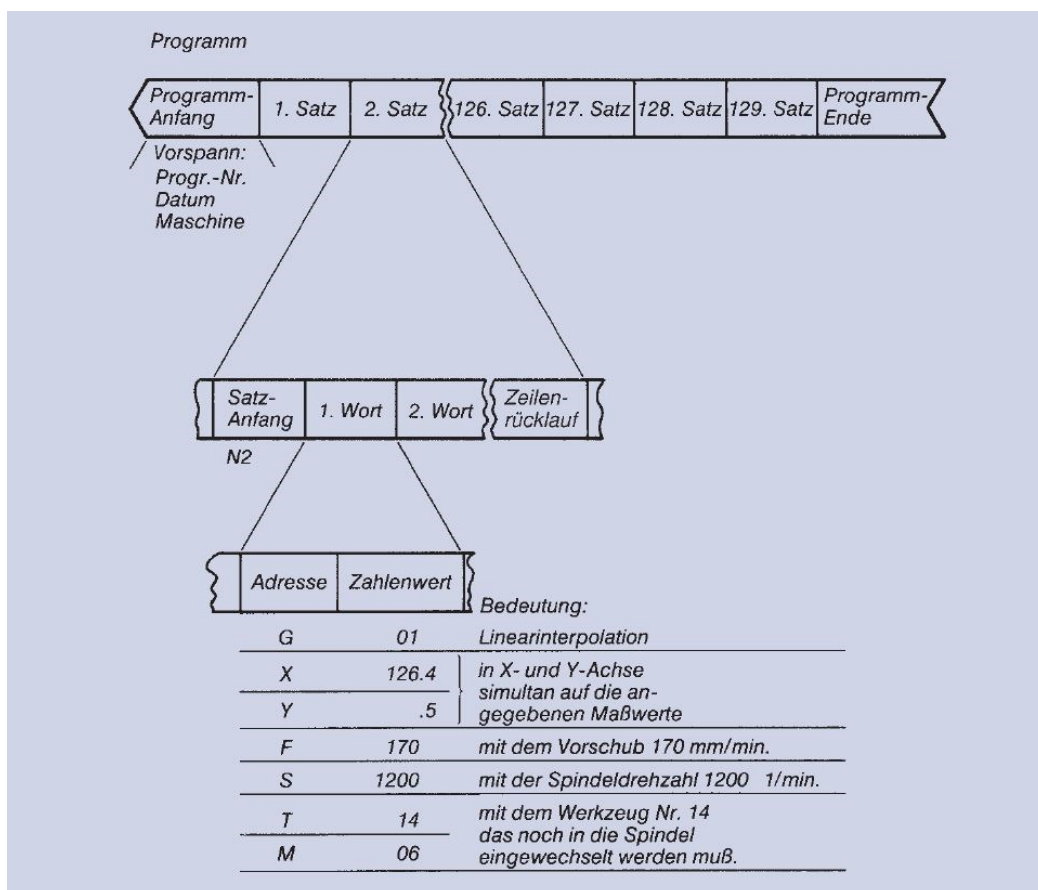 Programm
Programm-
Anfang
1. Satz
2. Satz
126. Satz
127. Satz
128. Satz
129. Satz
Programm-
Ende
Vorspann:
Progr.-Nr.
Datum
Maschine
Satz-
Anfang
1. Wort
2. Wort
Zeilen-
rücklauf
N2
Adresse
Zahlenwert
Bedeutung:
G 01 Linearinterpolation
X 126.4
Y .5
in X- und Y-Achse
simultan auf die an-
gegebenen Maßwerte
F 170 mit dem Vorschub 170 mm/min.
S 1200 mit der Spindeldrehzahl 1200 1/min.
T 14
M 06
mit dem Werkzeug Nr. 14
das noch in die Spindel
eingewechselt werden muß.